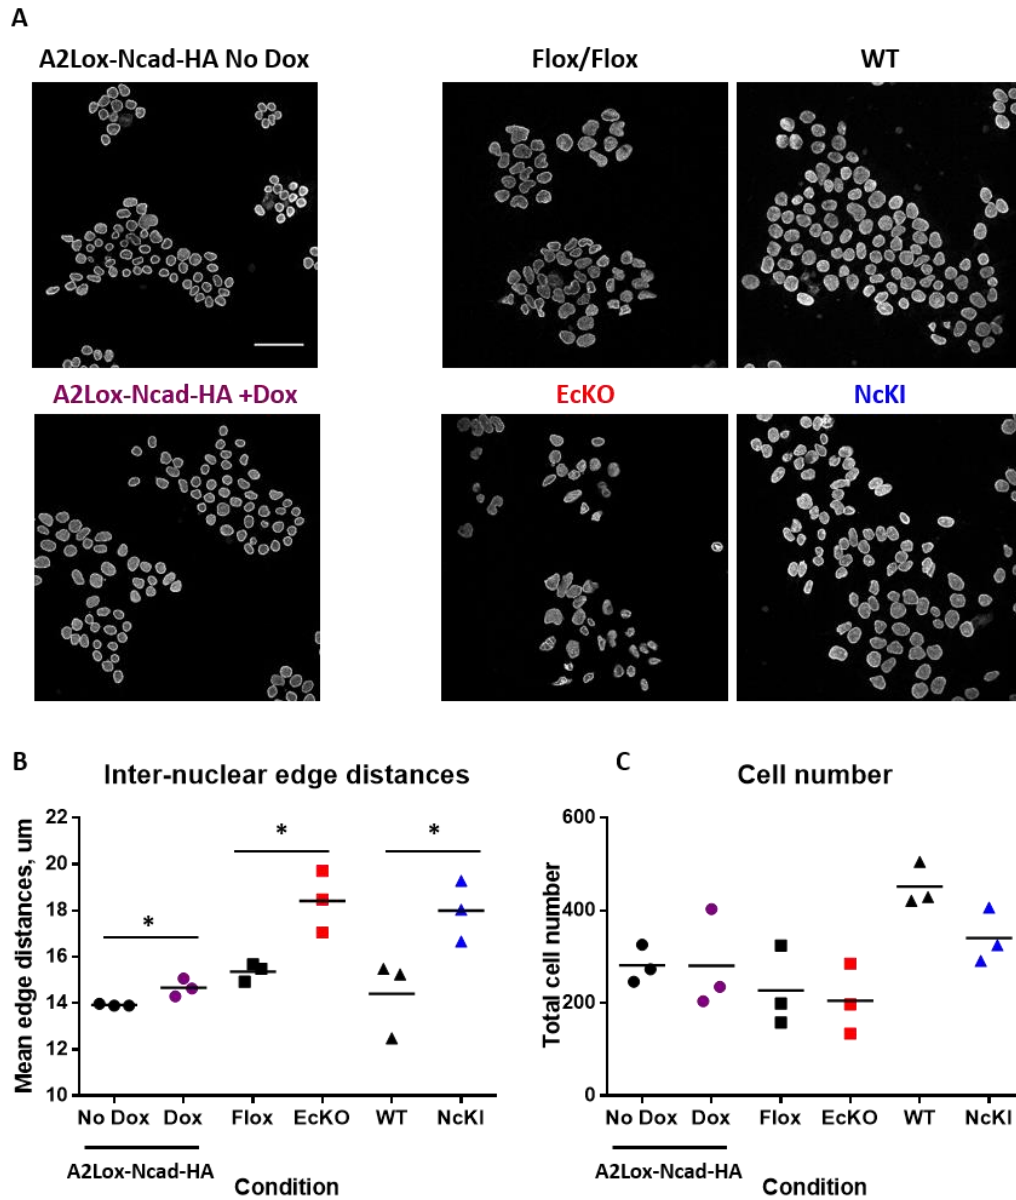 A
A2Lox-Ncad-HA No Dox
Flox/Flox
WT
A2Lox-Ncad-HA +Dox
EcKO
NcKI
B
Inter-nuclear edge distances
Mean edge distances, um
22
20
18
16
14
12
10
*
*
*
No Dox Dox Flox EcKO WT NcKI
A2Lox-Ncad-HA
Condition
C
Cell number
Total cell number
600
400
200
0
No Dox Dox Flox EcKO WT NcKI
A2Lox-Ncad-HA
Condition